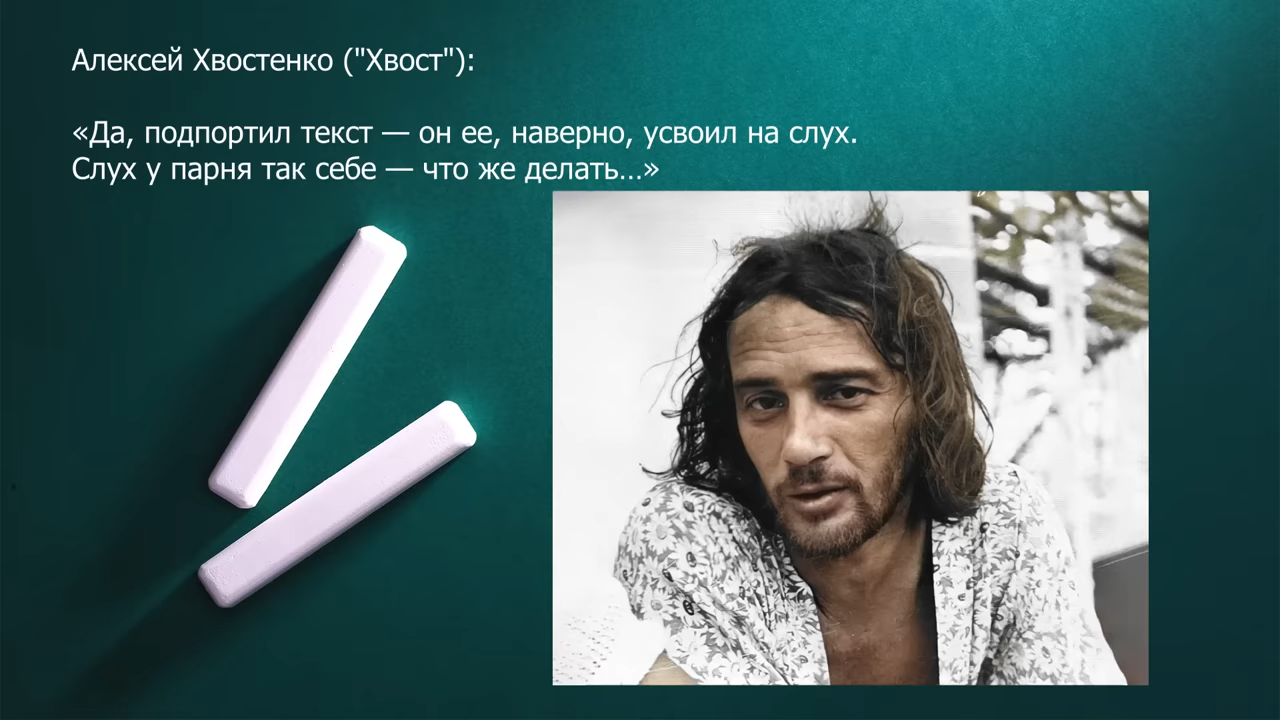 Алексей Хвостенко ("Хвост"):
«Да, подпортил текст — он ее, наверно, усвоил на слух.
Слух у парня так себе — что же делать...»